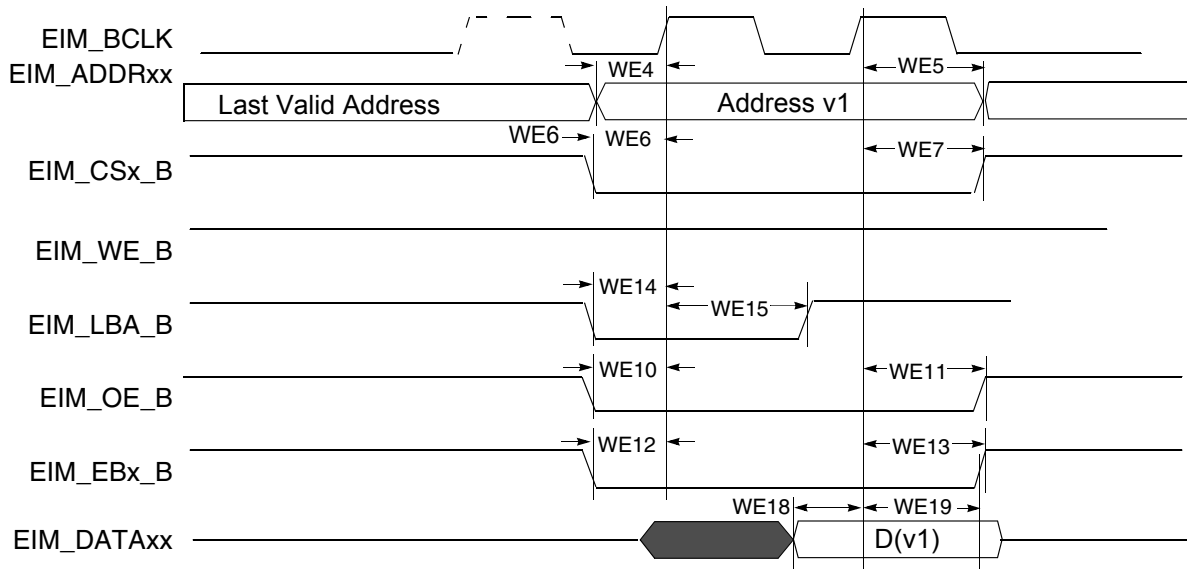 EIM_BCLK
EIM_ADDRxx
WE4
WE5
Last Valid Address
Address v1
WE6
WE6
EIM_CSx_B
WE7
EIM_WE_B
WE14
EIM_LBA_B
WE15
WE10
WE11
EIM_OE_B
WE12
WE13
EIM_EBx_B
WE18
WE19
EIM_DATAxx
D(v1)